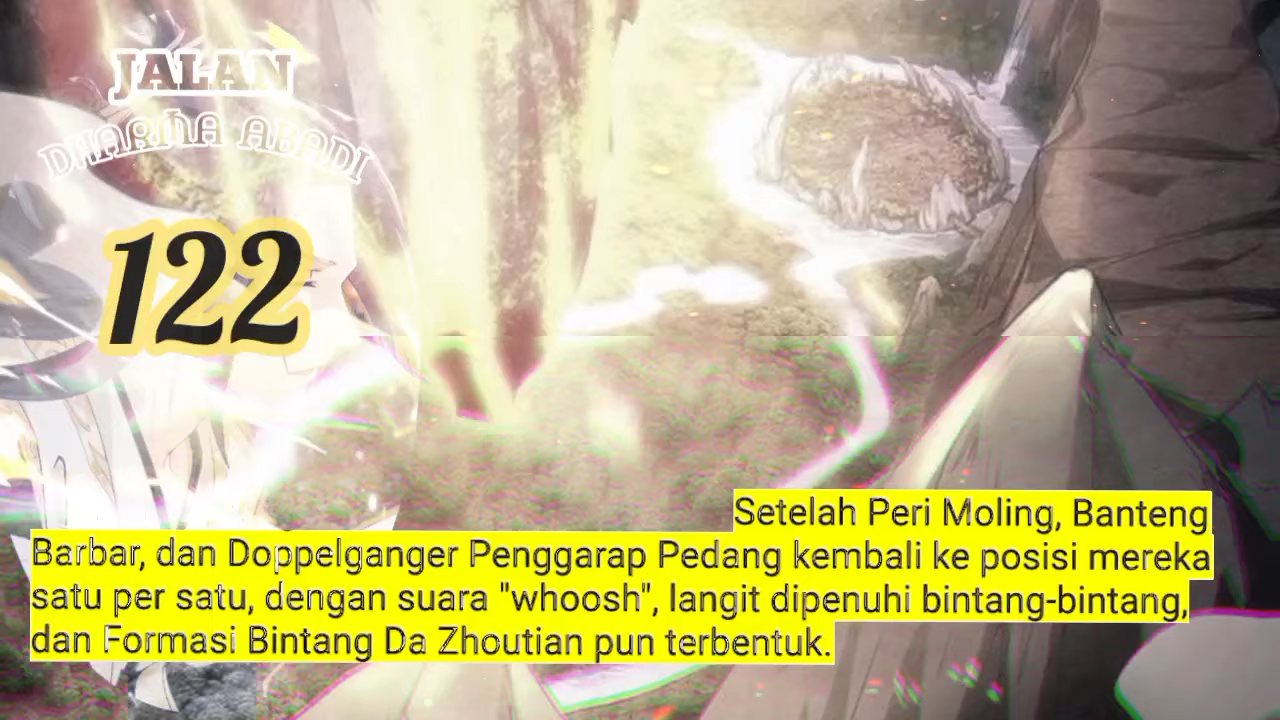 JALAN
DHARMA ABADI
122
Setelah Peri Moling, Banteng
Barbar, dan Doppelganger Penggarap Pedang kembali ke posisi mereka
satu per satu, dengan suara "whoosh", langit dipenuhi bintang-bintang,
dan Formasi Bintang Da Zhoutian pun terbentuk.